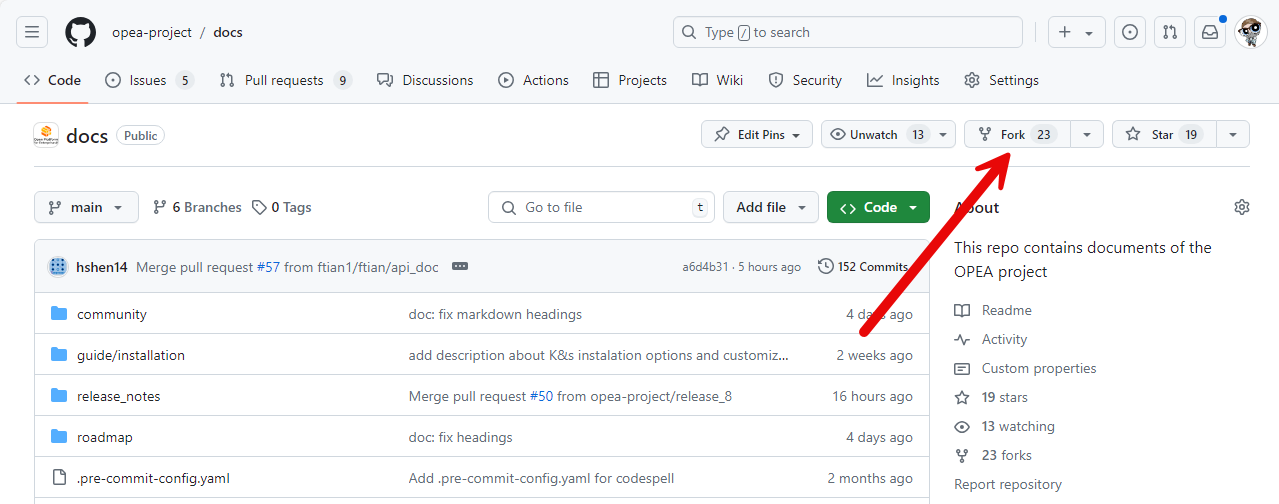 opea-project / docs
Type / to search
Code Issues 5 Pull requests 9 Discussions Actions Projects Wiki Security Insights Settings
docs Public
Edit Pins Unwatch 13 Fork 23 Star 19
main 6 Branches 0 Tags Go to file t Add file Code
About
This repo contains documents of the
OPEA project
Readme
Activity
Custom properties
19 stars
13 watching
23 forks
Report repository
hshen14 Merge pull request #57 from ftian1/ftian/api_doc a6d4b31 · 5 hours ago 152 Commits
community doc: fix markdown headings 4 days ago
guide/installation add description about K&s instalation options and customiz... 2 weeks ago
release_notes Merge pull request #50 from opea-project/release_8 16 hours ago
roadmap doc: fix headings 4 days ago
.pre-commit-config.yaml Add .pre-commit-config.yaml for codespell 2 months ago